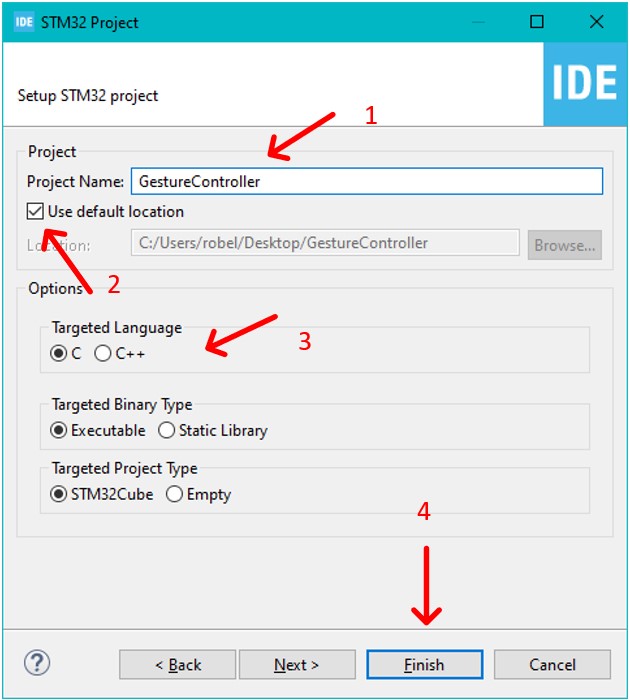 IDE STM32 Project
Setup STM32 project
IDE
1
Project
Project Name: GestureController
Use default location
Location: C:/Users/robel/Desktop/GestureController Browse...
2
Options
Targeted Language
3
C C++
Targeted Binary Type
Executable Static Library
Targeted Project Type
STM32Cube Empty
4
? < Back Next > Finish Cancel